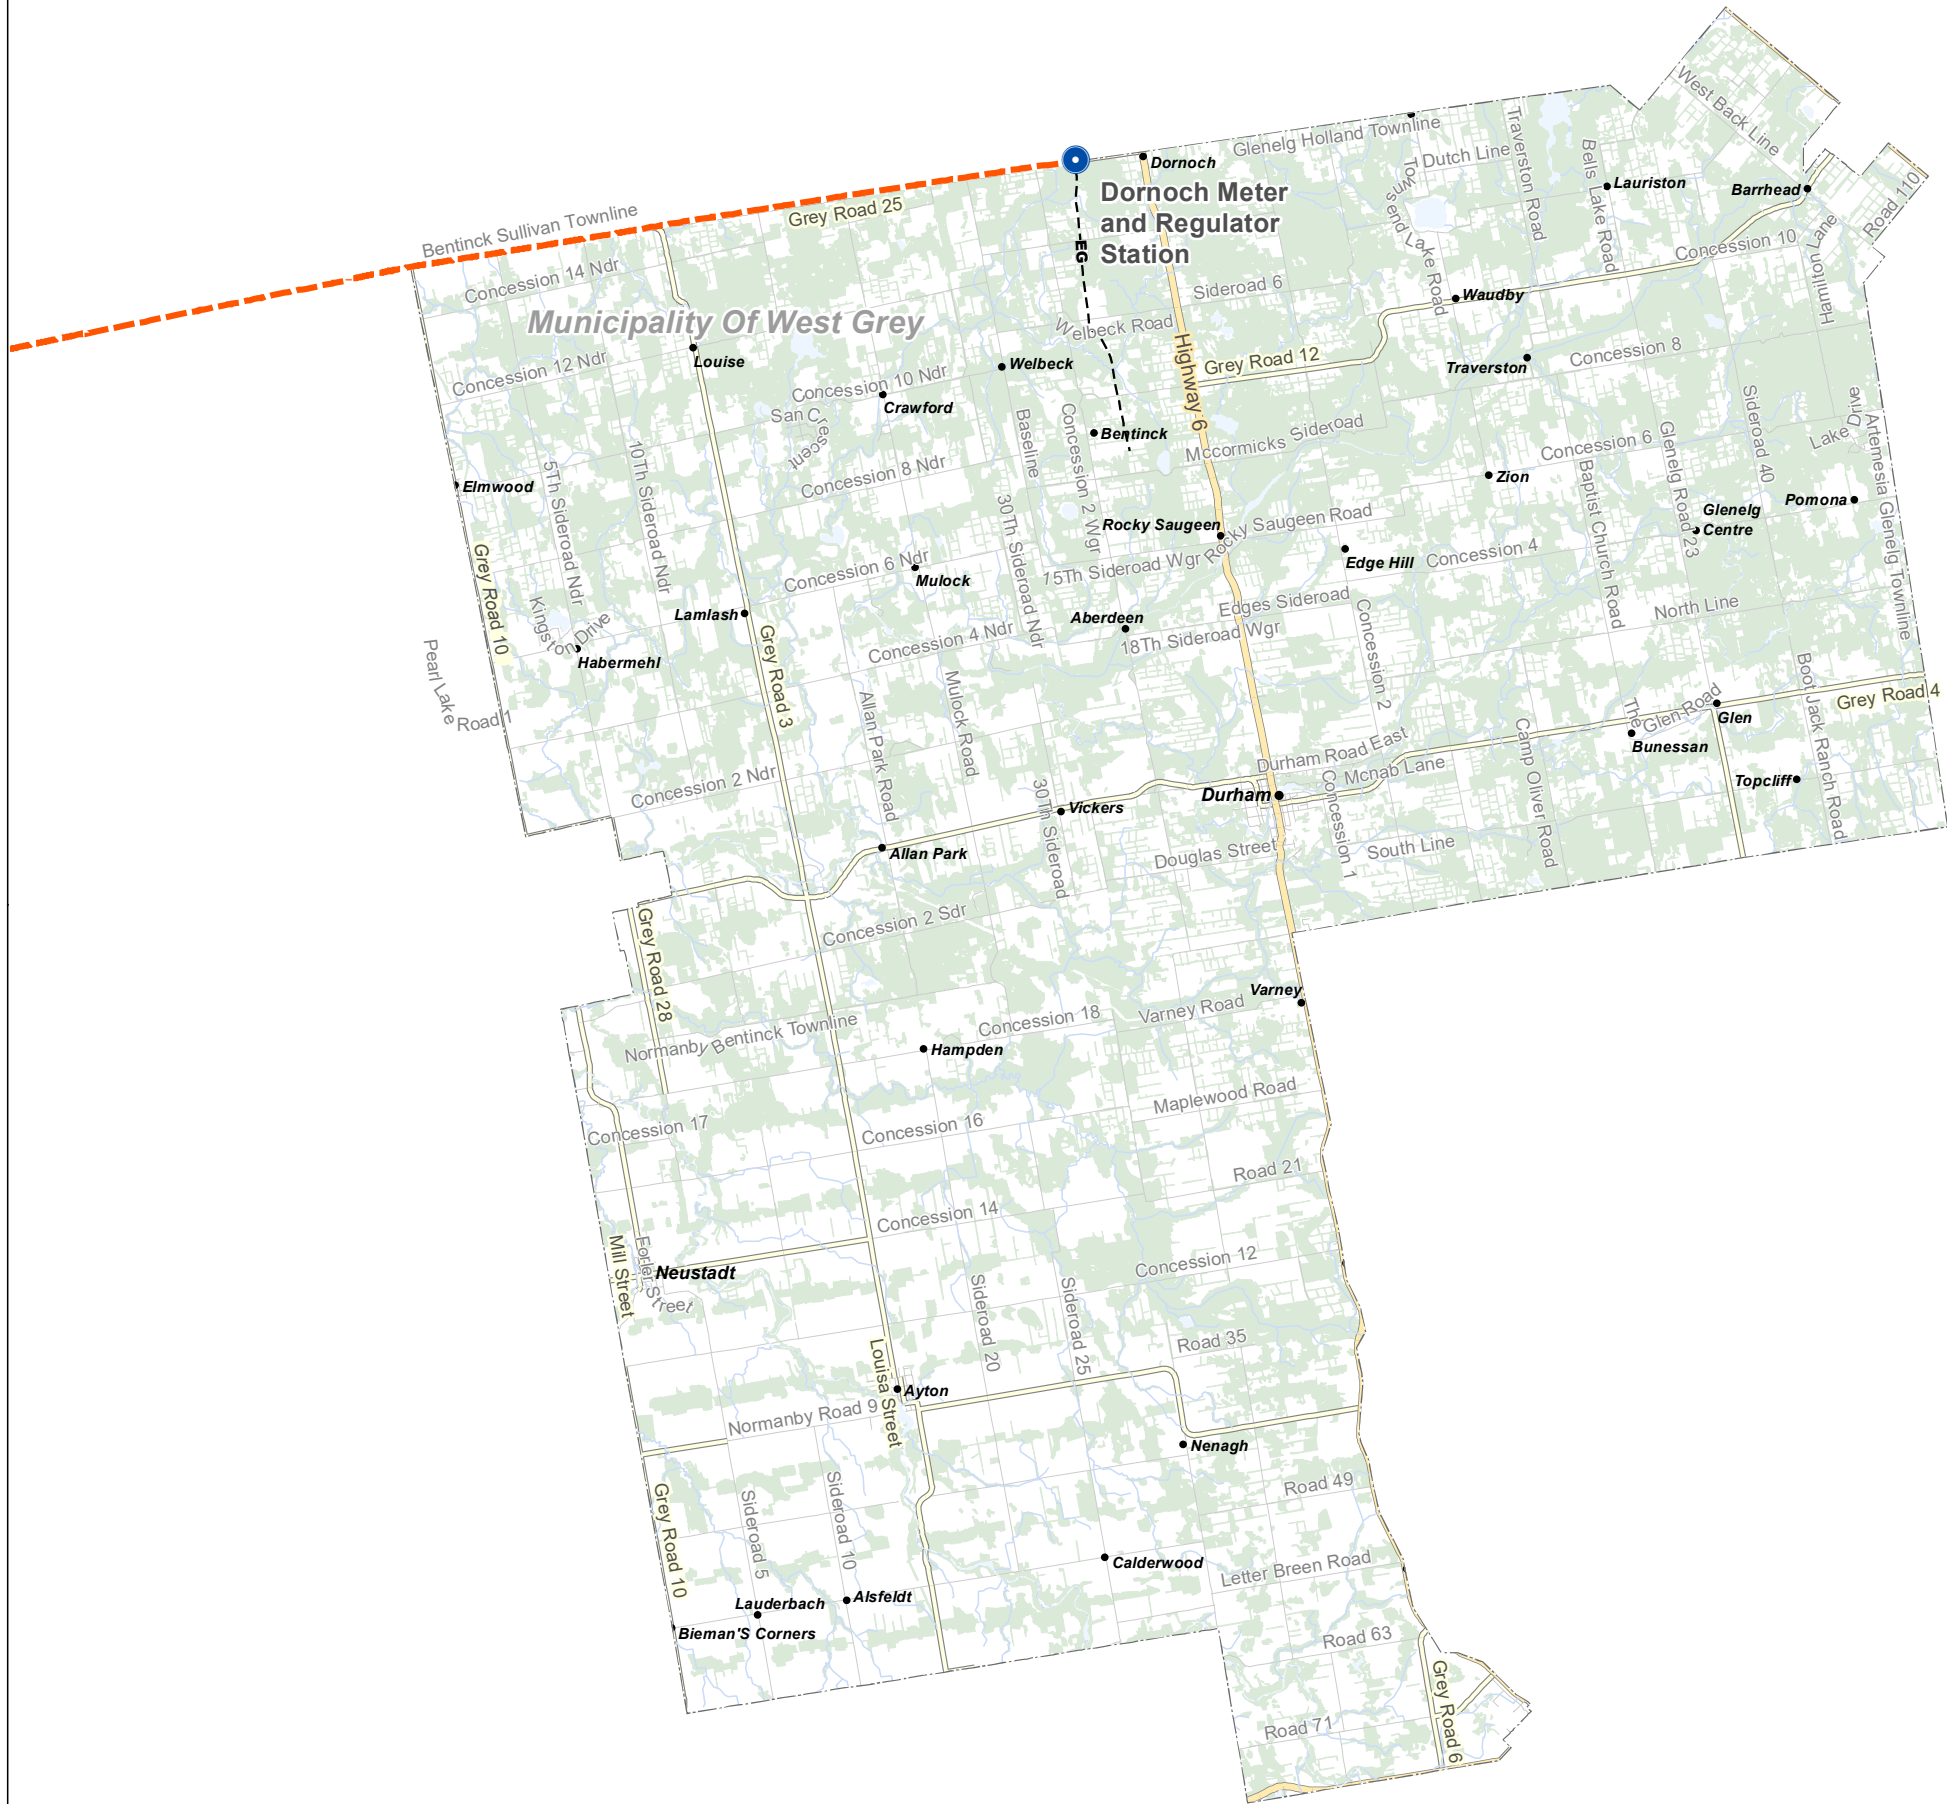 West Back Line
Glenelg Holland Townline
Dornoch
Dornoch Meter
and Regulator
Station
Dutch Line
Townsend Lake Road
Traverston Road
Bells Lake Road
Lauriston
Barrhead
Road 110
Hamilton Lane
Concession 10
Grey Road 25
Bentinck Sullivan Townline
Concession 14 Ndr
EG
Sideroad 6
Waudby
Municipality Of West Grey
Welbeck Road
Highway 6
Grey Road 12
Traverston
Concession 8
Louise
Concession 12 Ndr
Concession 10 Ndr
Welbeck
Crawford
San Crescent
Baseline
Concession 2 Wgr
Bentinck
Mccormicks Sideroad
Sideroad 40
Lake Drive
Artemesia Glenelg Townline
Concession 6
Glenelg Road 23
Baptist Church Road
Zion
Pomona
Glenelg
Centre
Elmwood
5Th Sideroad Ndr
10Th Sideroad Ndr
Concession 8 Ndr
30Th Sideroad Ndr
Rocky Saugeen
Rocky Saugeen Road
Edge Hill
Concession 4
Grey Road 10
Concession 6 Ndr
Mulock
15Th Sideroad Wgr
Edges Sideroad
North Line
Kingston Drive
Lamlash
Aberdeen
18Th Sideroad Wgr
Concession 4 Ndr
Habermehl
Grey Road 3
Pearl Lake
Road 1
Allan Park Road
Mulock Road
Concession 2
Camp Oliver Road
The Glen Road
Glen
Grey Road 4
Boot Jack Ranch Road
Bunessan
Topcliff
Durham Road East
Mcnab Lane
Concession 2 Ndr
30Th Sideroad
Vickers
Durham
Concession 1
Allan Park
Douglas Street
South Line
Concession 2 Sdr
Grey Road 28
Varney
Varney Road
Concession 18
Normanby Bentinck Townline
Hampden
Maplewood Road
Concession 17
Concession 16
Road 21
Concession 14
Mill Street
Forler Street
Neustadt
Concession 12
Sideroad 20
Sideroad 25
Road 35
Louisa Street
Ayton
Normanby Road 9
Nenagh
Road 49
Grey Road 10
Sideroad 5
Sideroad 10
Calderwood
Letter Breen Road
Lauderbach
Alsfeldt
Bieman'S Corners
Road 63
Grey Road 6
Road 71